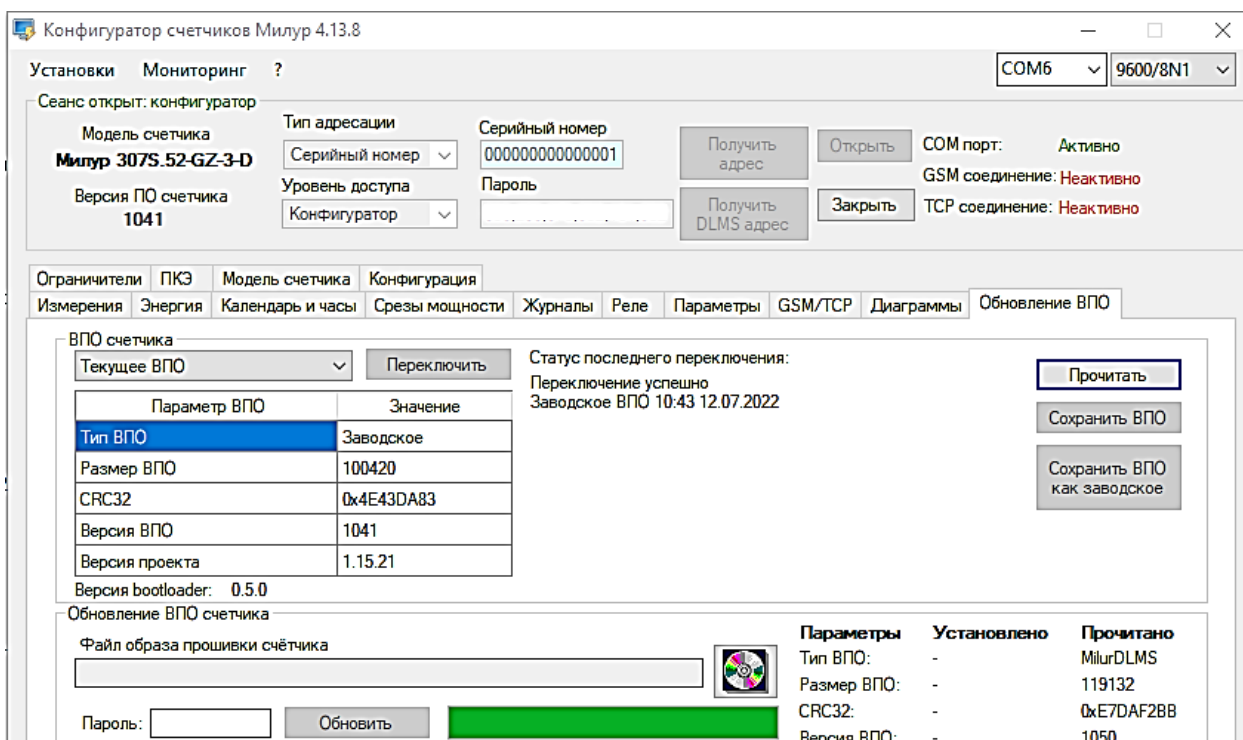 Конфигуратор счетчиков Милур 4.13.8
Установки Мониторинг ? COM6 9600/8N1
Сеанс открыт: конфигуратор
Модель счетчика
Милур 307S.52-GZ-3-D
Версия ПО счетчика
1041
Тип адресации
Серийный номер
Уровень доступа
Конфигуратор
Серийный номер
000000000000001
Пароль
Получить адрес
Получить DLMS адрес
Открыть
Закрыть
COM порт: Активно
GSM соединение: Неактивно
TCP соединение: Неактивно
Ограничители ПКЭ Модель счетчика Конфигурация
Измерения Энергия Календарь и часы Срезы мощности Журналы Реле Параметры GSM/TCP Диаграммы Обновление ВПО
ВПО счетчика
Текущее ВПО Переключить
Статус последнего переключения:
Переключение успешно
Заводское ВПО 10:43 12.07.2022
Прочитать
Сохранить ВПО
Сохранить ВПО
как заводское
Параметр ВПО Значение
Тип ВПО Заводское
Размер ВПО 100420
CRC32 0x4E43DA83
Версия ВПО 1041
Версия проекта 1.15.21
Версия bootloader: 0.5.0
Обновление ВПО счетчика
Файл образа прошивки счётчика
Пароль: Обновить
Параметры Установлено Прочитано
Тип ВПО: - MilurDLMS
Размер ВПО: - 119132
CRC32: - 0xE7DAF2BB
Версия ВПО: - 1050